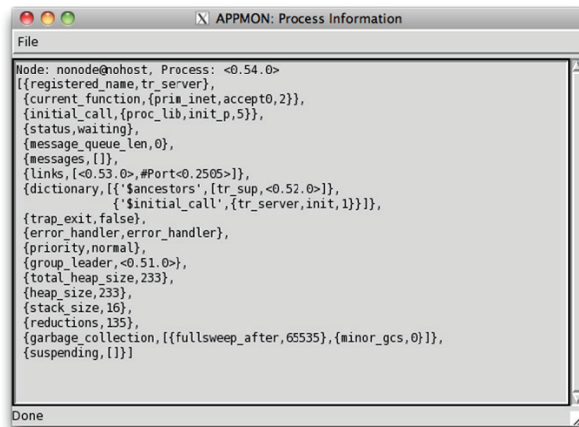 APPMON: Process Information
File
Node: nonode@nohost, Process: <0.54.0>
[{registered_name,tr_server},
{current_function,{prim_inet,accept0,2}},
{initial_call,{proc_lib,init_p,5}},
{status,waiting},
{message_queue_len,0},
{messages,[]},
{links,[<0.53.0>,#Port<0.2505>]},
{dictionary,[{'$ancestors',[tr_sup,<0.52.0>]},
{'$initial_call',{tr_server,init,1}}]},
{trap_exit,false},
{error_handler,error_handler},
{priority,normal},
{group_leader,<0.51.0>},
{total_heap_size,233},
{heap_size,233},
{stack_size,16},
{reductions,135},
{garbage_collection,[{fullsweep_after,65535},{minor_gcs,0}]},
{suspending,[]}]
Done